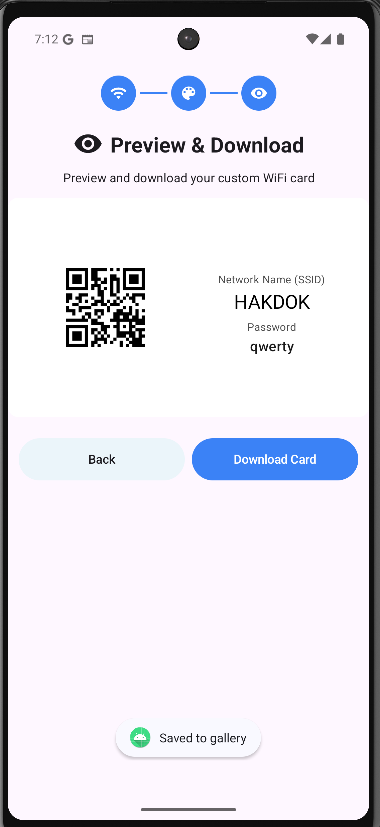 7:12
Preview & Download
Preview and download your custom WiFi card
Network Name (SSID)
HAKDOK
Password
qwerty
Back
Download Card
Saved to gallery